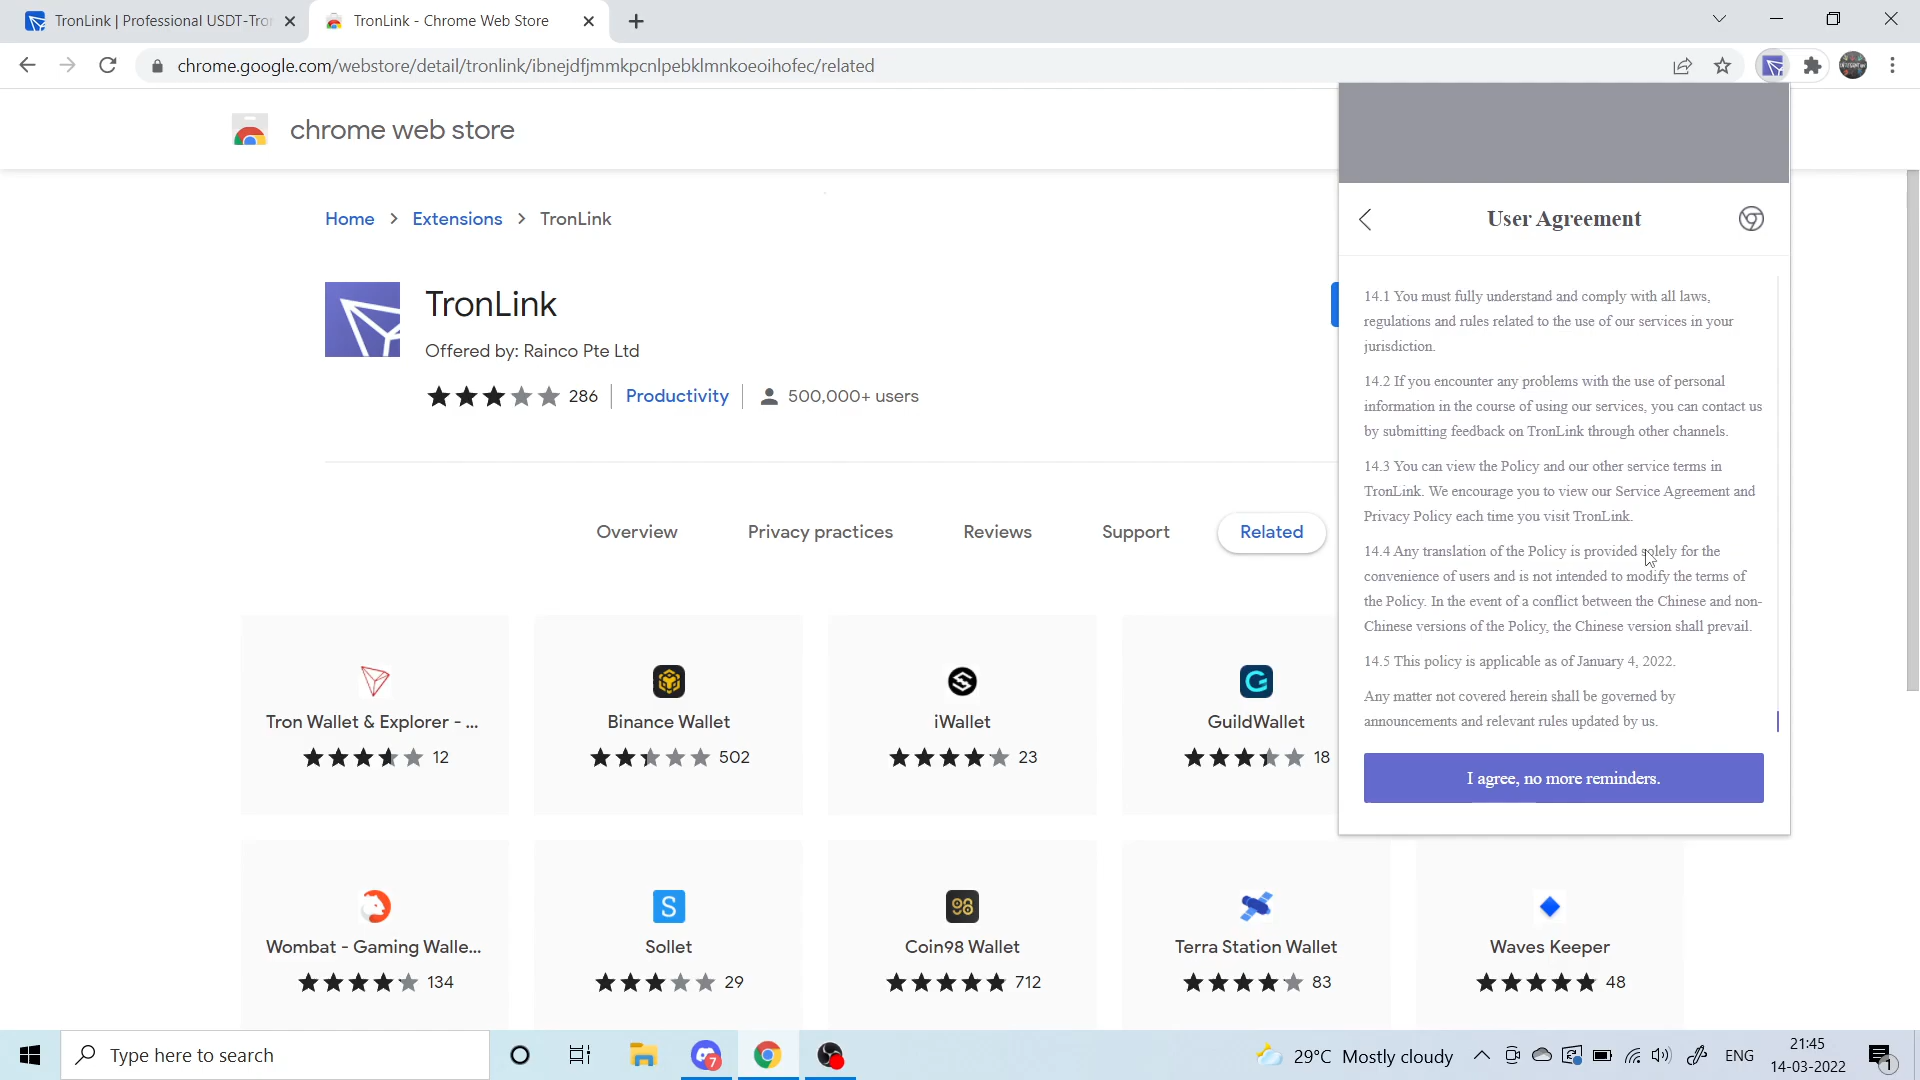 TronLink | Professional USDT-Tron
TronLink - Chrome Web Store
chrome.google.com/webstore/detail/tronlink/ibnejdfjmmkpcnlpebklmnkoeoihofec/related
chrome web store
Home > Extensions > TronLink
TronLink
Offered by: Rainco Pte Ltd
286
Productivity
500,000+ users
Overview
Privacy practices
Reviews
Support
Related
Tron Wallet & Explorer - ...
12
Binance Wallet
502
iWallet
23
GuildWallet
18
Wombat - Gaming Walle...
134
Sollet
29
Coin98 Wallet
712
Terra Station Wallet
83
Waves Keeper
48
User Agreement
14.1 You must fully understand and comply with all laws,
regulations and rules related to the use of our services in your
jurisdiction.
14.2 If you encounter any problems with the use of personal
information in the course of using our services, you can contact us
by submitting feedback on TronLink through other channels.
14.3 You can view the Policy and our other service terms in
TronLink. We encourage you to view our Service Agreement and
Privacy Policy each time you visit TronLink.
14.4 Any translation of the Policy is provided solely for the
convenience of users and is not intended to modify the terms of
the Policy. In the event of a conflict between the Chinese and non-
Chinese versions of the Policy, the Chinese version shall prevail.
14.5 This policy is applicable as of January 4, 2022.
Any matter not covered herein shall be governed by
announcements and relevant rules updated by us.
I agree, no more reminders.
Type here to search
7
29°C Mostly cloudy
ENG
21:45
14-03-2022
1